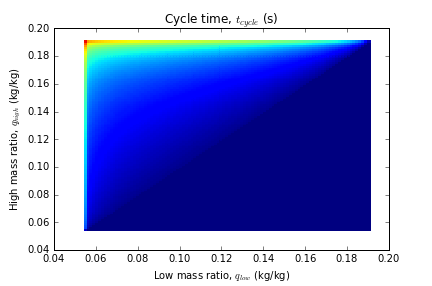 Cycle time, t_cycle (s)
0.20
0.18
0.16
0.14
0.12
0.10
0.08
0.06
0.04
High mass ratio, q_high (kg/kg)
0.04 0.06 0.08 0.10 0.12 0.14 0.16 0.18 0.20
Low mass ratio, q_low (kg/kg)